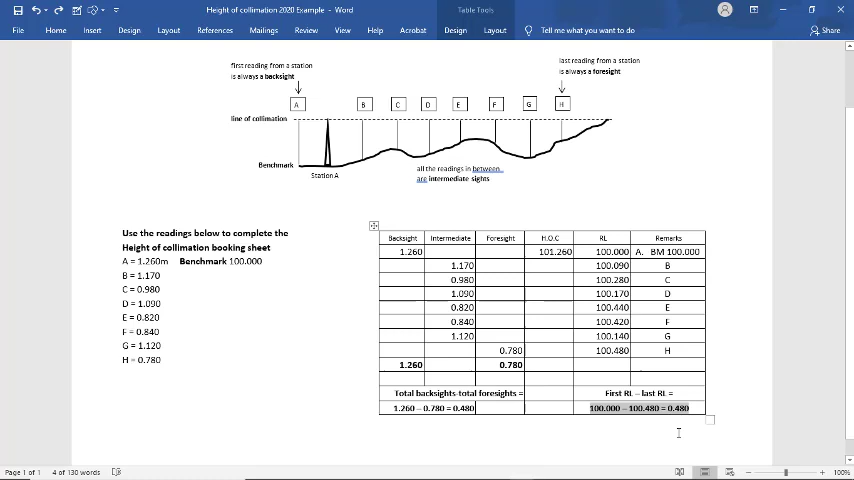 Height of collimation 2020 Example - Word
Table Tools
File Home Insert Design Layout References Mailings Review View Help Acrobat Design Layout Tell me what you want to do Share
first reading from a station
is always a backsight
last reading from a station
is always a foresight
A B C D E F G H
line of collimation
Benchmark
Station A
all the readings in between
are intermediate sights
Use the readings below to complete the
Height of collimation booking sheet
A = 1.260m Benchmark 100.000
B = 1.170
C = 0.980
D = 1.090
E = 0.820
F = 0.840
G = 1.120
H = 0.780
Backsight Intermediate Foresight H.O.C RL Remarks
1.260 101.260 100.000 A. BM 100.000
1.170 100.090 B
0.980 100.280 C
1.090 100.170 D
0.820 100.440 E
0.840 100.420 F
1.120 100.140 G
0.780 100.480 H
1.260 0.780
Total backsights-total foresights = First RL – last RL =
1.260 – 0.780 = 0.480 100.000 – 100.480 = 0.480
Page 1 of 1 4 of 130 words 100%